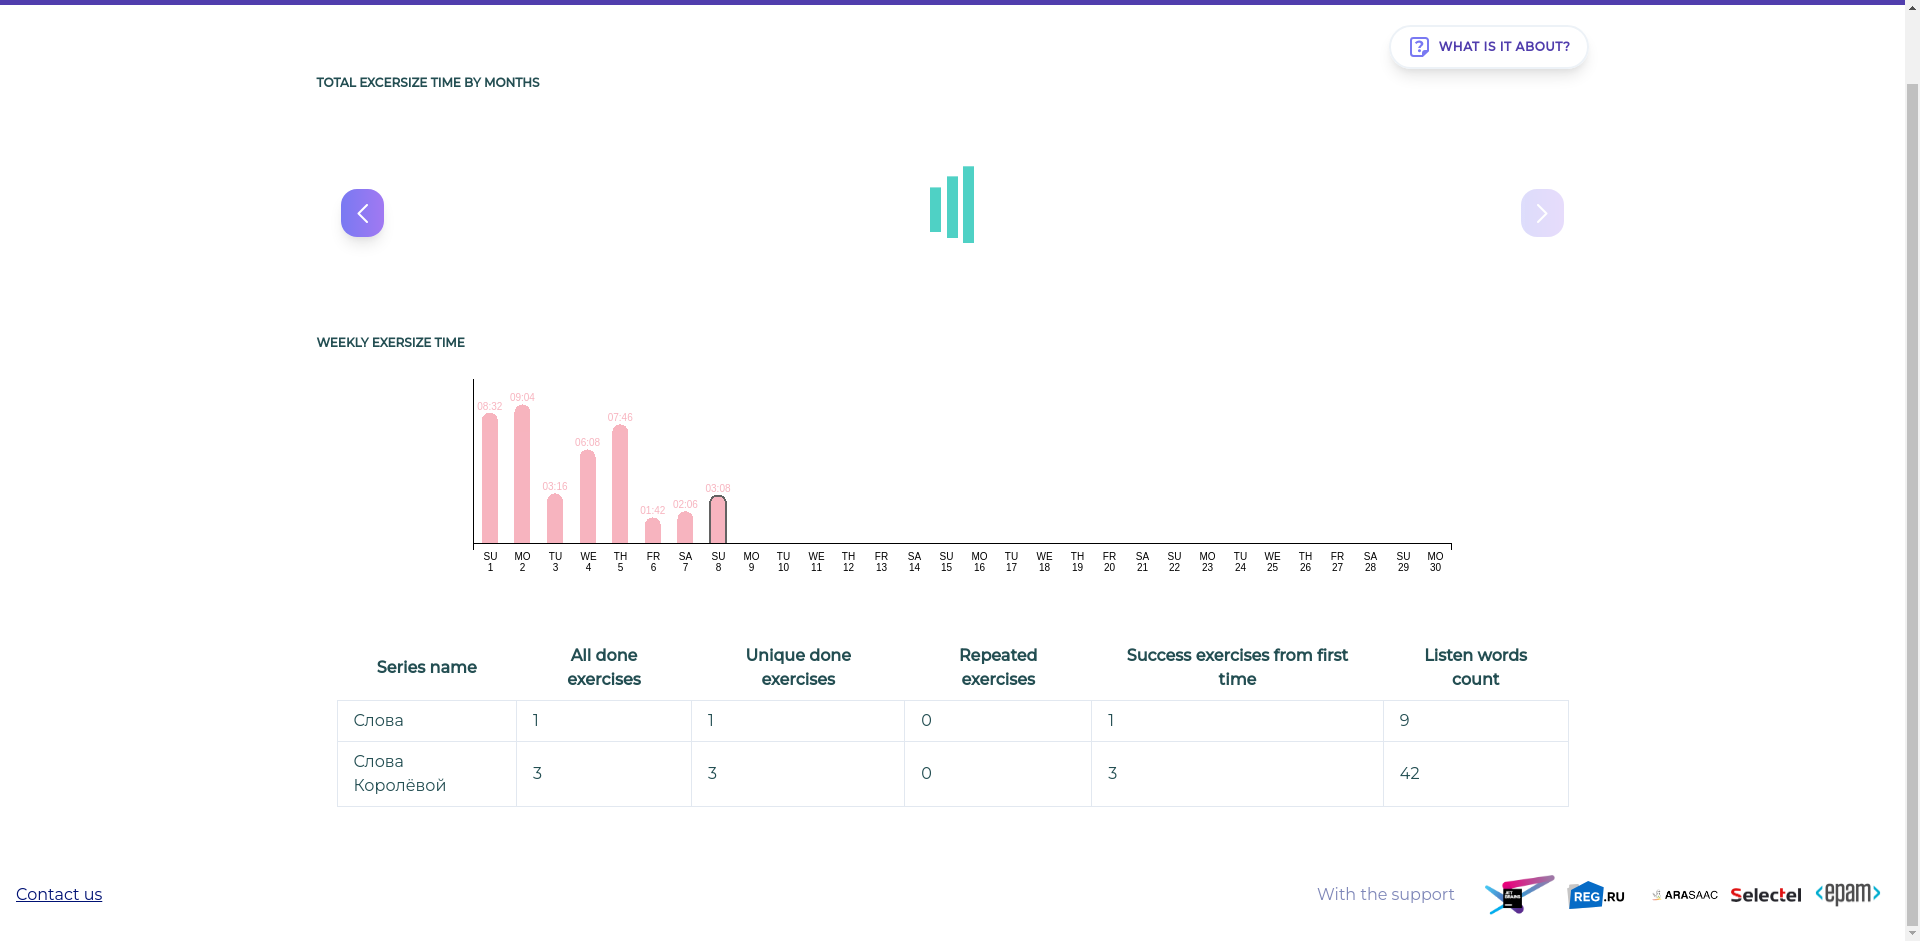 WHAT IS IT ABOUT?
TOTAL EXCERSIZE TIME BY MONTHS
WEEKLY EXERSIZE TIME
08:32 09:04 03:16 06:08 07:46 01:42 02:06 03:08
SU MO TU WE TH FR SA SU MO TU WE TH FR SA SU MO TU WE TH FR SA SU MO TU WE TH FR SA SU MO
1 2 3 4 5 6 7 8 9 10 11 12 13 14 15 16 17 18 19 20 21 22 23 24 25 26 27 28 29 30
Series name
All done
exercises
Unique done
exercises
Repeated
exercises
Success exercises from first
time
Listen words
count
Слова 1 1 0 1 9
Слова
Королёвой
3 3 0 3 42
Contact us
With the support
JET
BRAINS
REG.RU
ARASAAC
Selectel
<epam>